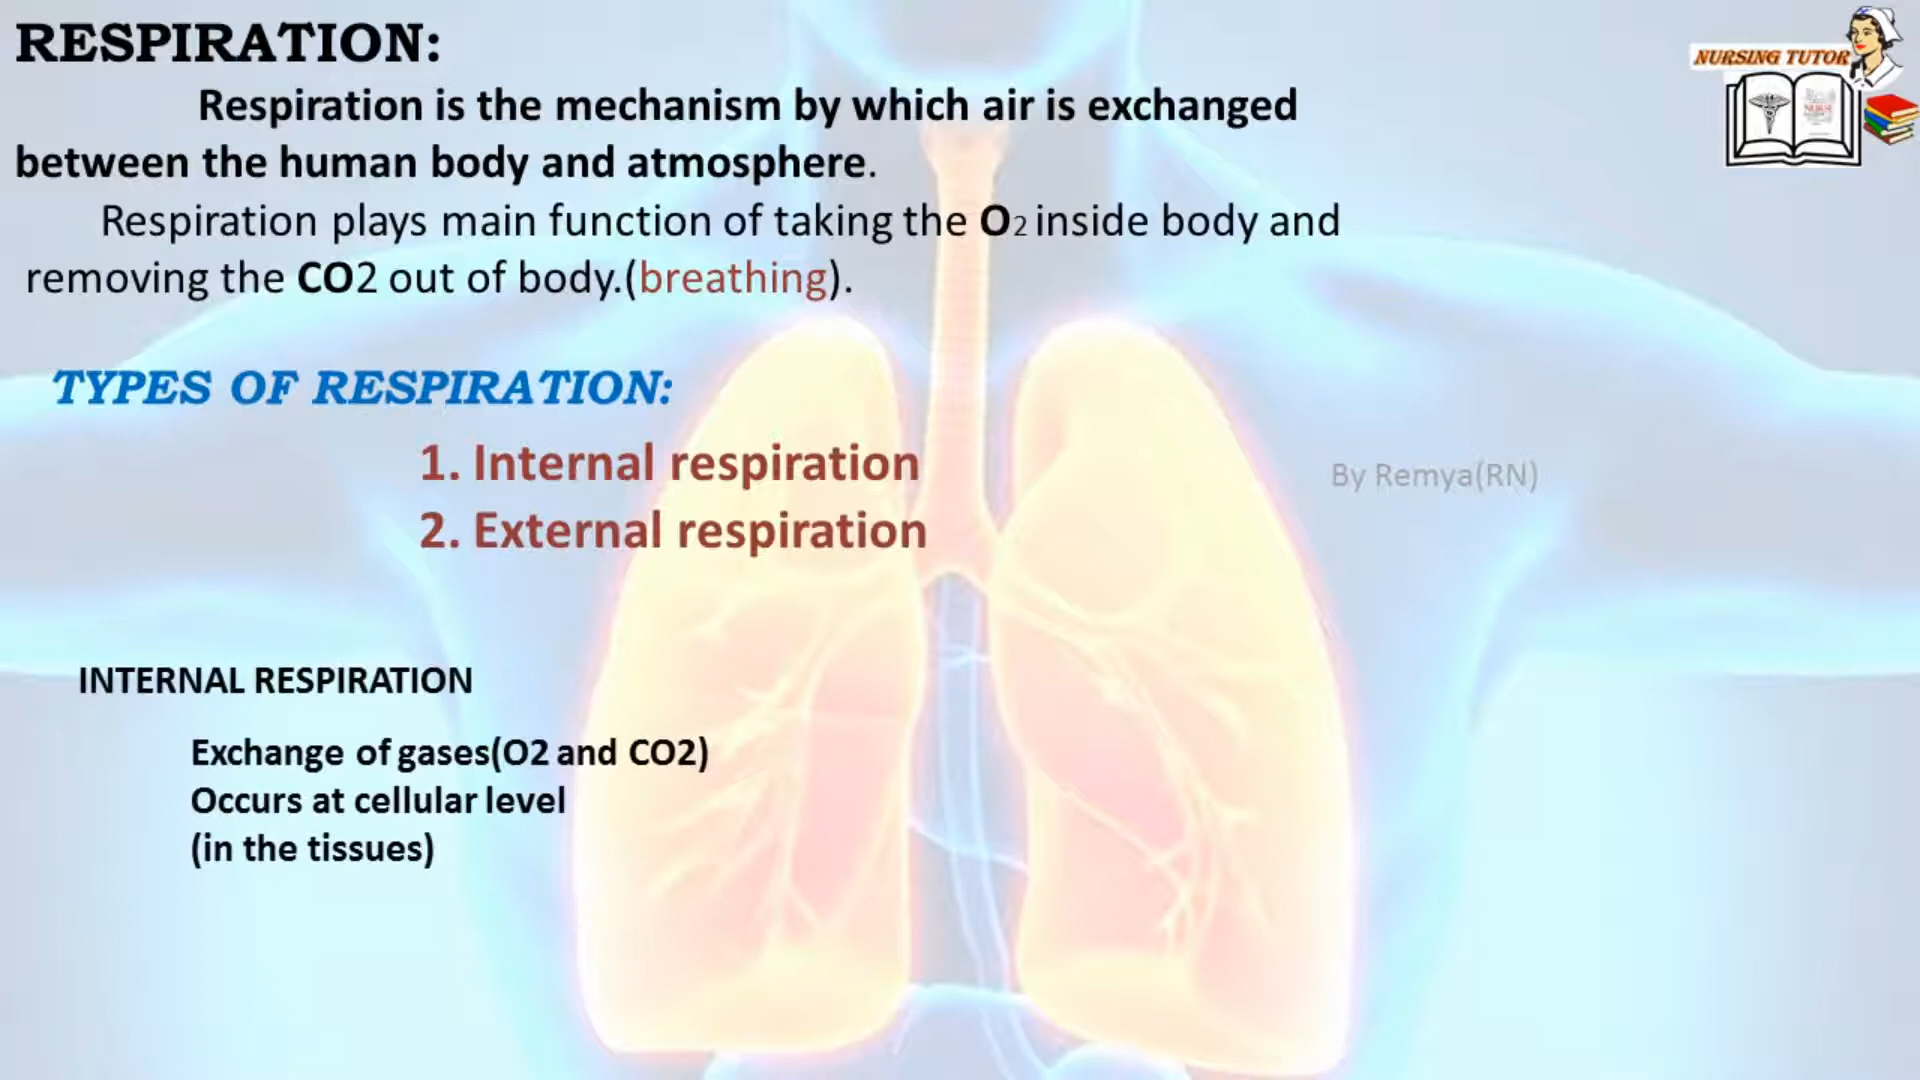 RESPIRATION:
Respiration is the mechanism by which air is exchanged
between the human body and atmosphere.
Respiration plays main function of taking the O2 inside body and
removing the CO2 out of body.(breathing).
TYPES OF RESPIRATION:
1. Internal respiration
2. External respiration
INTERNAL RESPIRATION
Exchange of gases(O2 and CO2)
Occurs at cellular level
(in the tissues)
By Remya(RN)
NURSING TUTOR